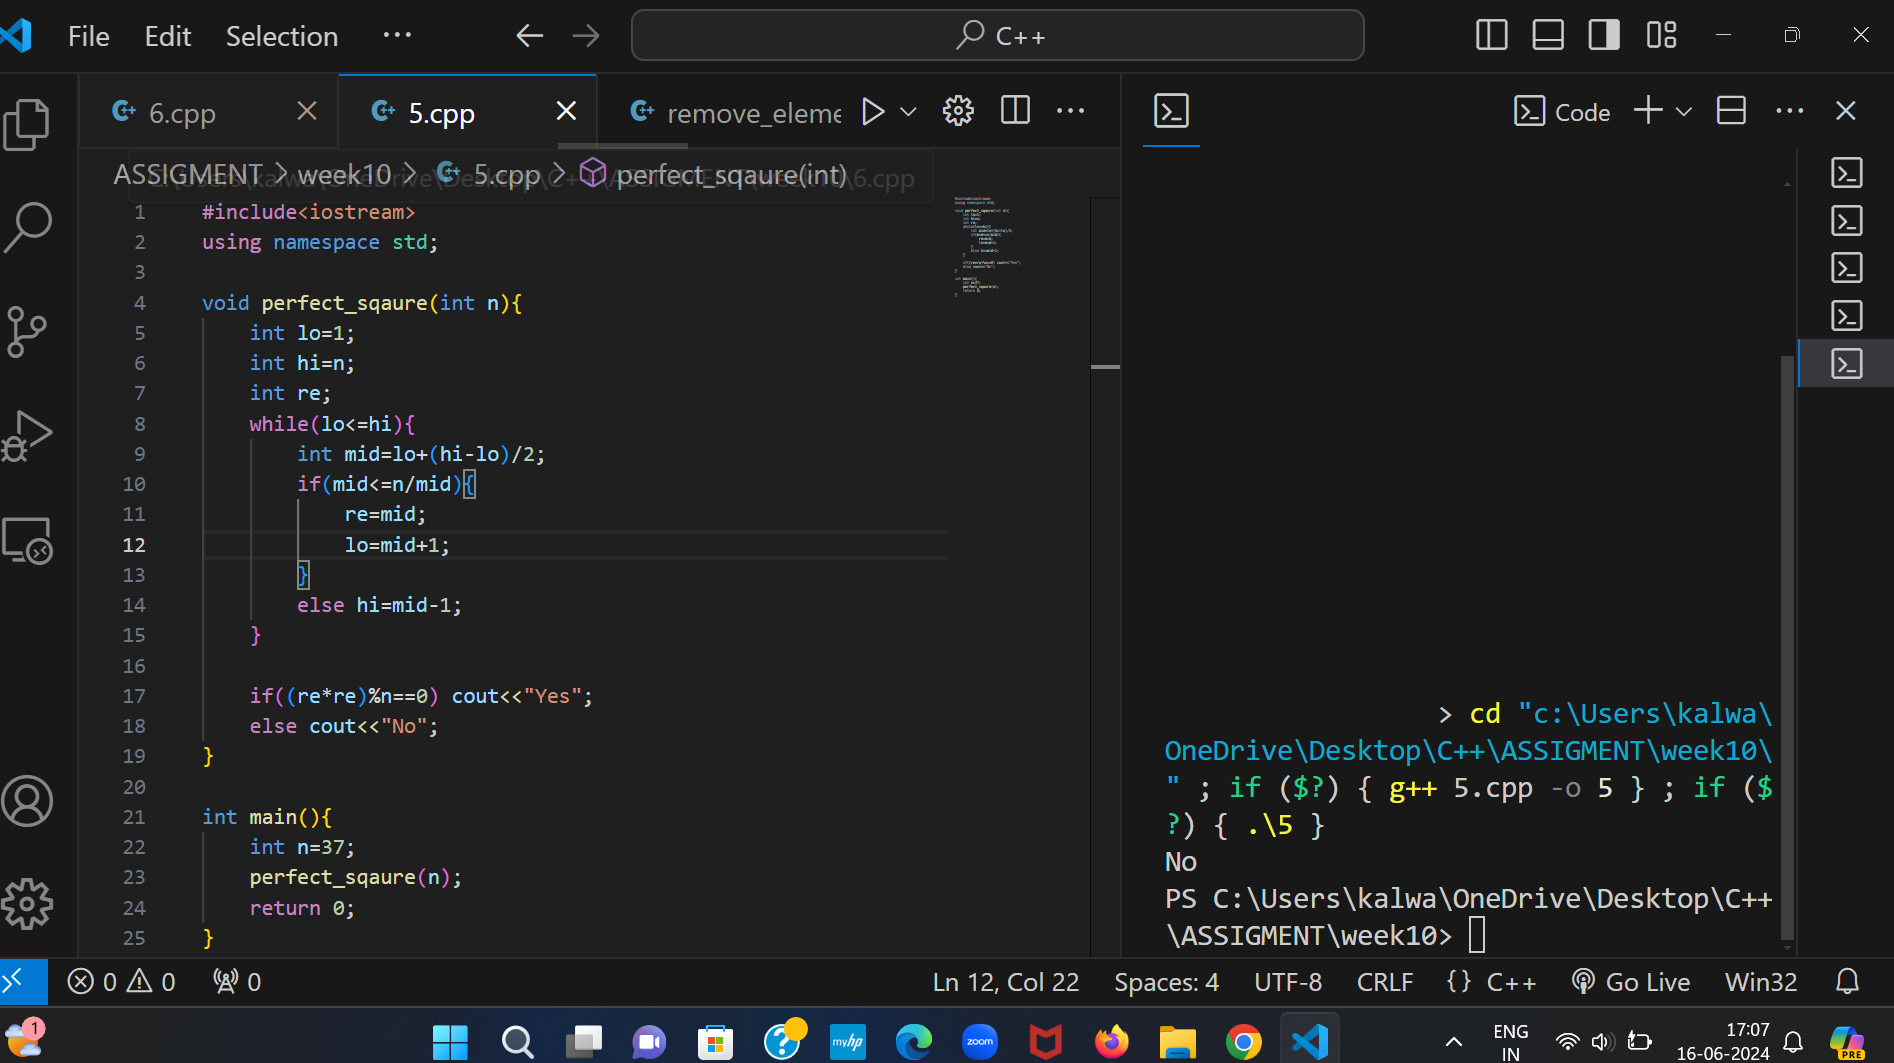 File Edit Selection ··· C++
6.cpp 5.cpp remove_eleme
Code
ASSIGMENT > week10 > 5.cpp > perfect_sqaure(int)
1 #include<iostream>
2 using namespace std;
3
4 void perfect_sqaure(int n){
5 int lo=1;
6 int hi=n;
7 int re;
8 while(lo<=hi){
9 int mid=lo+(hi-lo)/2;
10 if(mid<=n/mid){
11 re=mid;
12 lo=mid+1;
13 }
14 else hi=mid-1;
15 }
16
17 if((re*re)%n==0) cout<<"Yes";
18 else cout<<"No";
19 }
20
21 int main(){
22 int n=37;
23 perfect_sqaure(n);
24 return 0;
25 }
> cd "c:\Users\kalwa\
OneDrive\Desktop\C++\ASSIGMENT\week10\
" ; if ($?) { g++ 5.cpp -o 5 } ; if ($
?) { .\5 }
No
PS C:\Users\kalwa\OneDrive\Desktop\C++
\ASSIGMENT\week10>
0 0 0 Ln 12, Col 22 Spaces: 4 UTF-8 CRLF {} C++ Go Live Win32
1
myhp
zoom
ENG
IN
17:07
16-06-2024
PRE